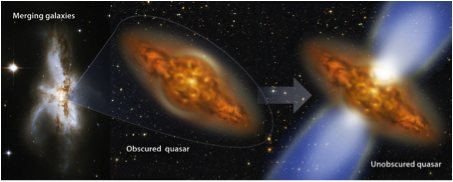 Merging galaxies
Obscured quasar
Unobscured quasar